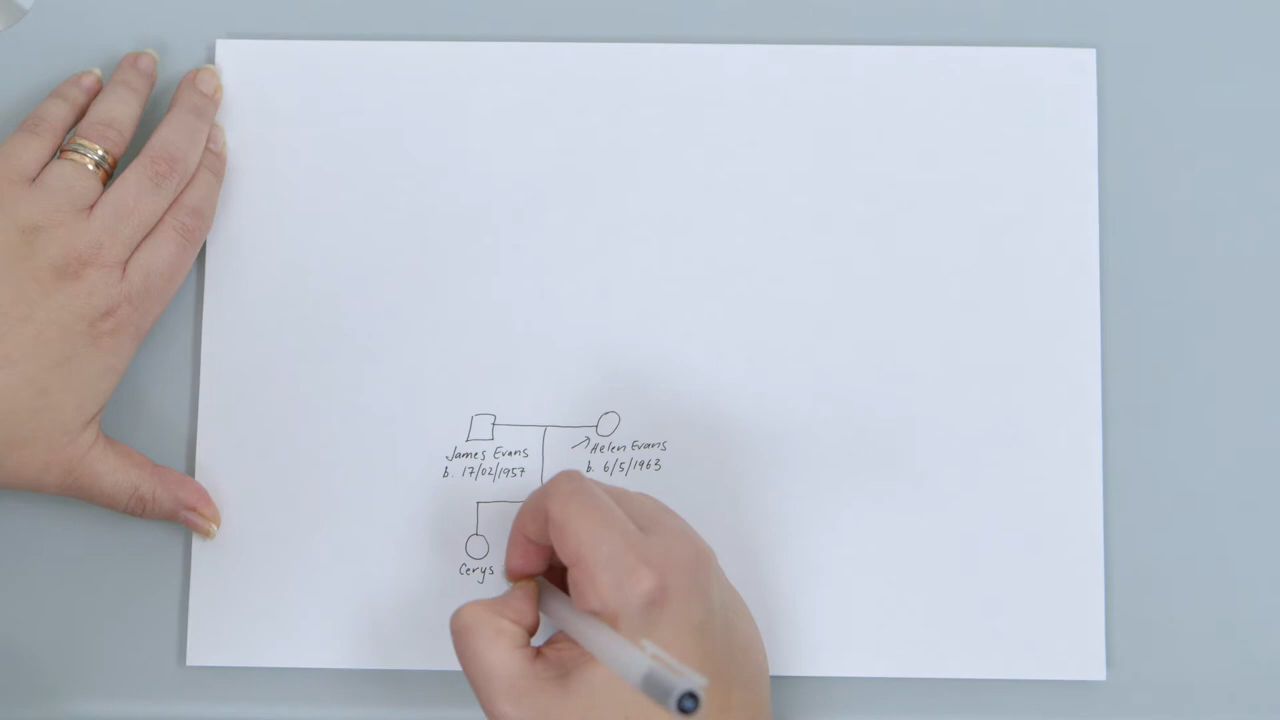 James Evans
b. 17/02/1957
Helen Evans
b. 6/5/1963
Cerys